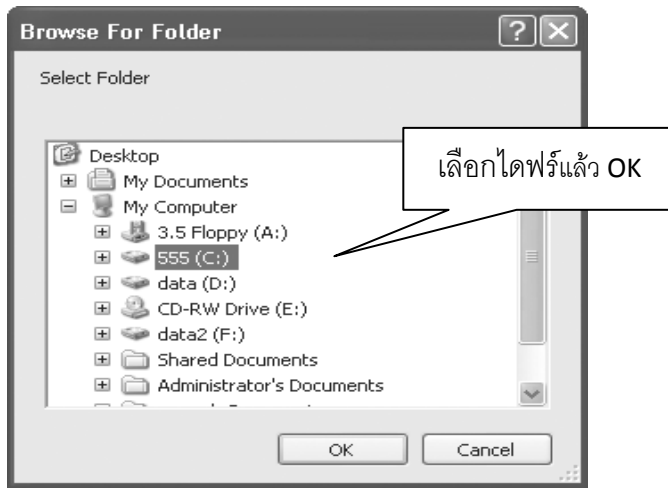 Browse For Folder
Select Folder
Desktop
My Documents
My Computer
3.5 Floppy (A:)
555 (C:)
data (D:)
CD-RW Drive (E:)
data2 (F:)
Shared Documents
Administrator's Documents
เลือกไดฟร์แล้ว OK
OK
Cancel